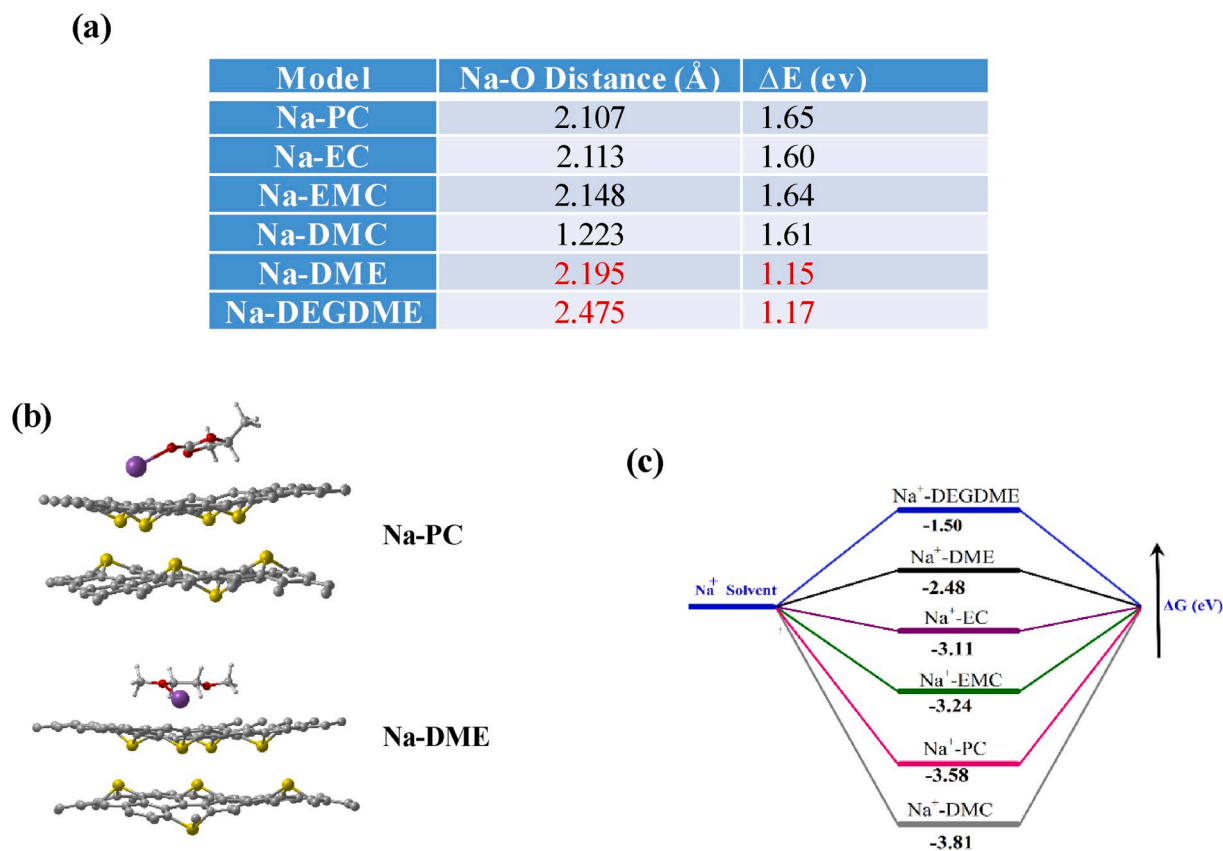 (a)
Model Na-O Distance (Å) ΔE (ev)
Na-PC 2.107 1.65
Na-EC 2.113 1.60
Na-EMC 2.148 1.64
Na-DMC 1.223 1.61
Na-DME 2.195 1.15
Na-DEGDME 2.475 1.17
(b)
Na-PC
Na-DME
(c)
Na⁺-DEGDME
-1.50
Na⁺-DME
-2.48
Na⁺ Solvent
Na⁺-EC
-3.11
Na⁺-EMC
-3.24
Na⁺-PC
-3.58
Na⁺-DMC
-3.81
ΔG (eV)